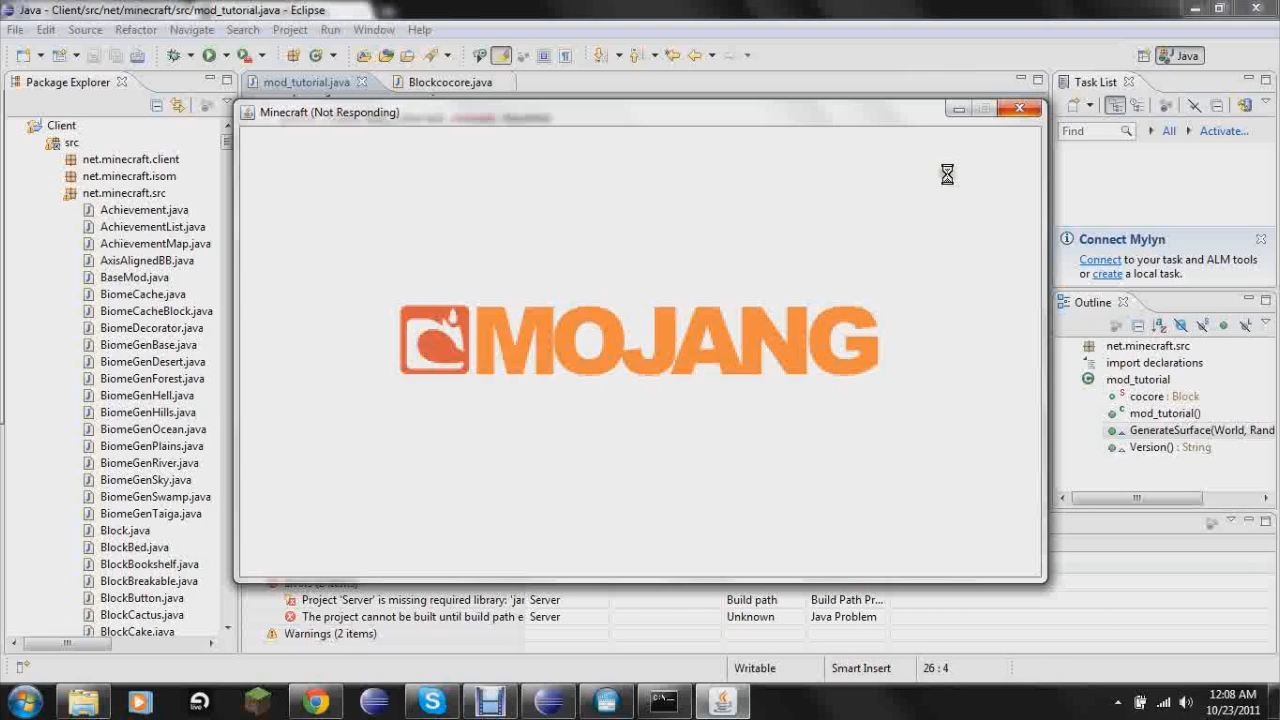 Java - Client/src/net/minecraft/src/mod_tutorial.java - Eclipse
File Edit Source Refactor Navigate Search Project Run Window Help
Java
Package Explorer
mod_tutorial.java
Blockcocore.java
Task List
Minecraft (Not Responding)
Find
All
Activate...
Client
src
net.minecraft.client
net.minecraft.isom
net.minecraft.src
Achievement.java
AchievementList.java
AchievementMap.java
AxisAlignedBB.java
BaseMod.java
BiomeCache.java
BiomeCacheBlock.java
BiomeDecorator.java
BiomeGenBase.java
BiomeGenDesert.java
BiomeGenForest.java
BiomeGenHell.java
BiomeGenHills.java
BiomeGenOcean.java
BiomeGenPlains.java
BiomeGenRiver.java
BiomeGenSky.java
BiomeGenSwamp.java
BiomeGenTaiga.java
Block.java
BlockBed.java
BlockBookshelf.java
BlockBreakable.java
BlockButton.java
BlockCactus.java
BlockCake.java
MOJANG
Connect Mylyn
Connect to your task and ALM tools
or create a local task.
Outline
net.minecraft.src
import declarations
mod_tutorial
cocore : Block
mod_tutorial()
GenerateSurface(World, Rand
Version() : String
Project 'Server' is missing required library: 'jar Server Build path Build Path Pr...
The project cannot be built until build path e Server Unknown Java Problem
Warnings (2 items)
Writable Smart Insert 26 : 4
live
12:08 AM
10/23/2011